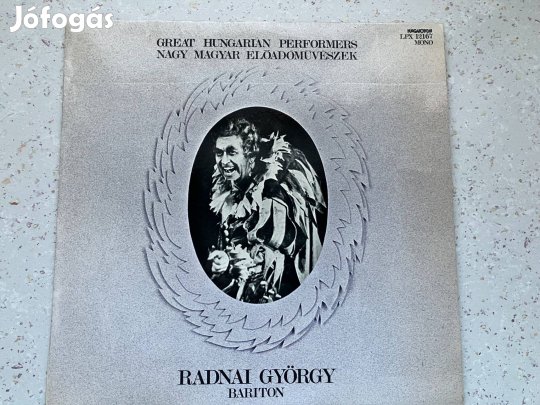 Jófogás
GREAT HUNGARIAN PERFORMERS
NAGY MAGYAR ELŐADÓMŰVÉSZEK
HUNGAROTON
LPX 12167
MONO
RADNAI GYÖRGY
BARITON